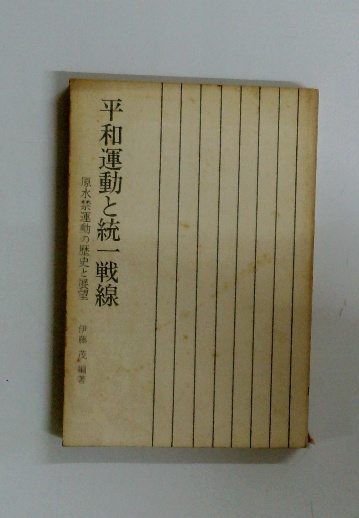 平和運動と統一戦線
原水禁運動の歴史と展望
伊藤 茂 編著